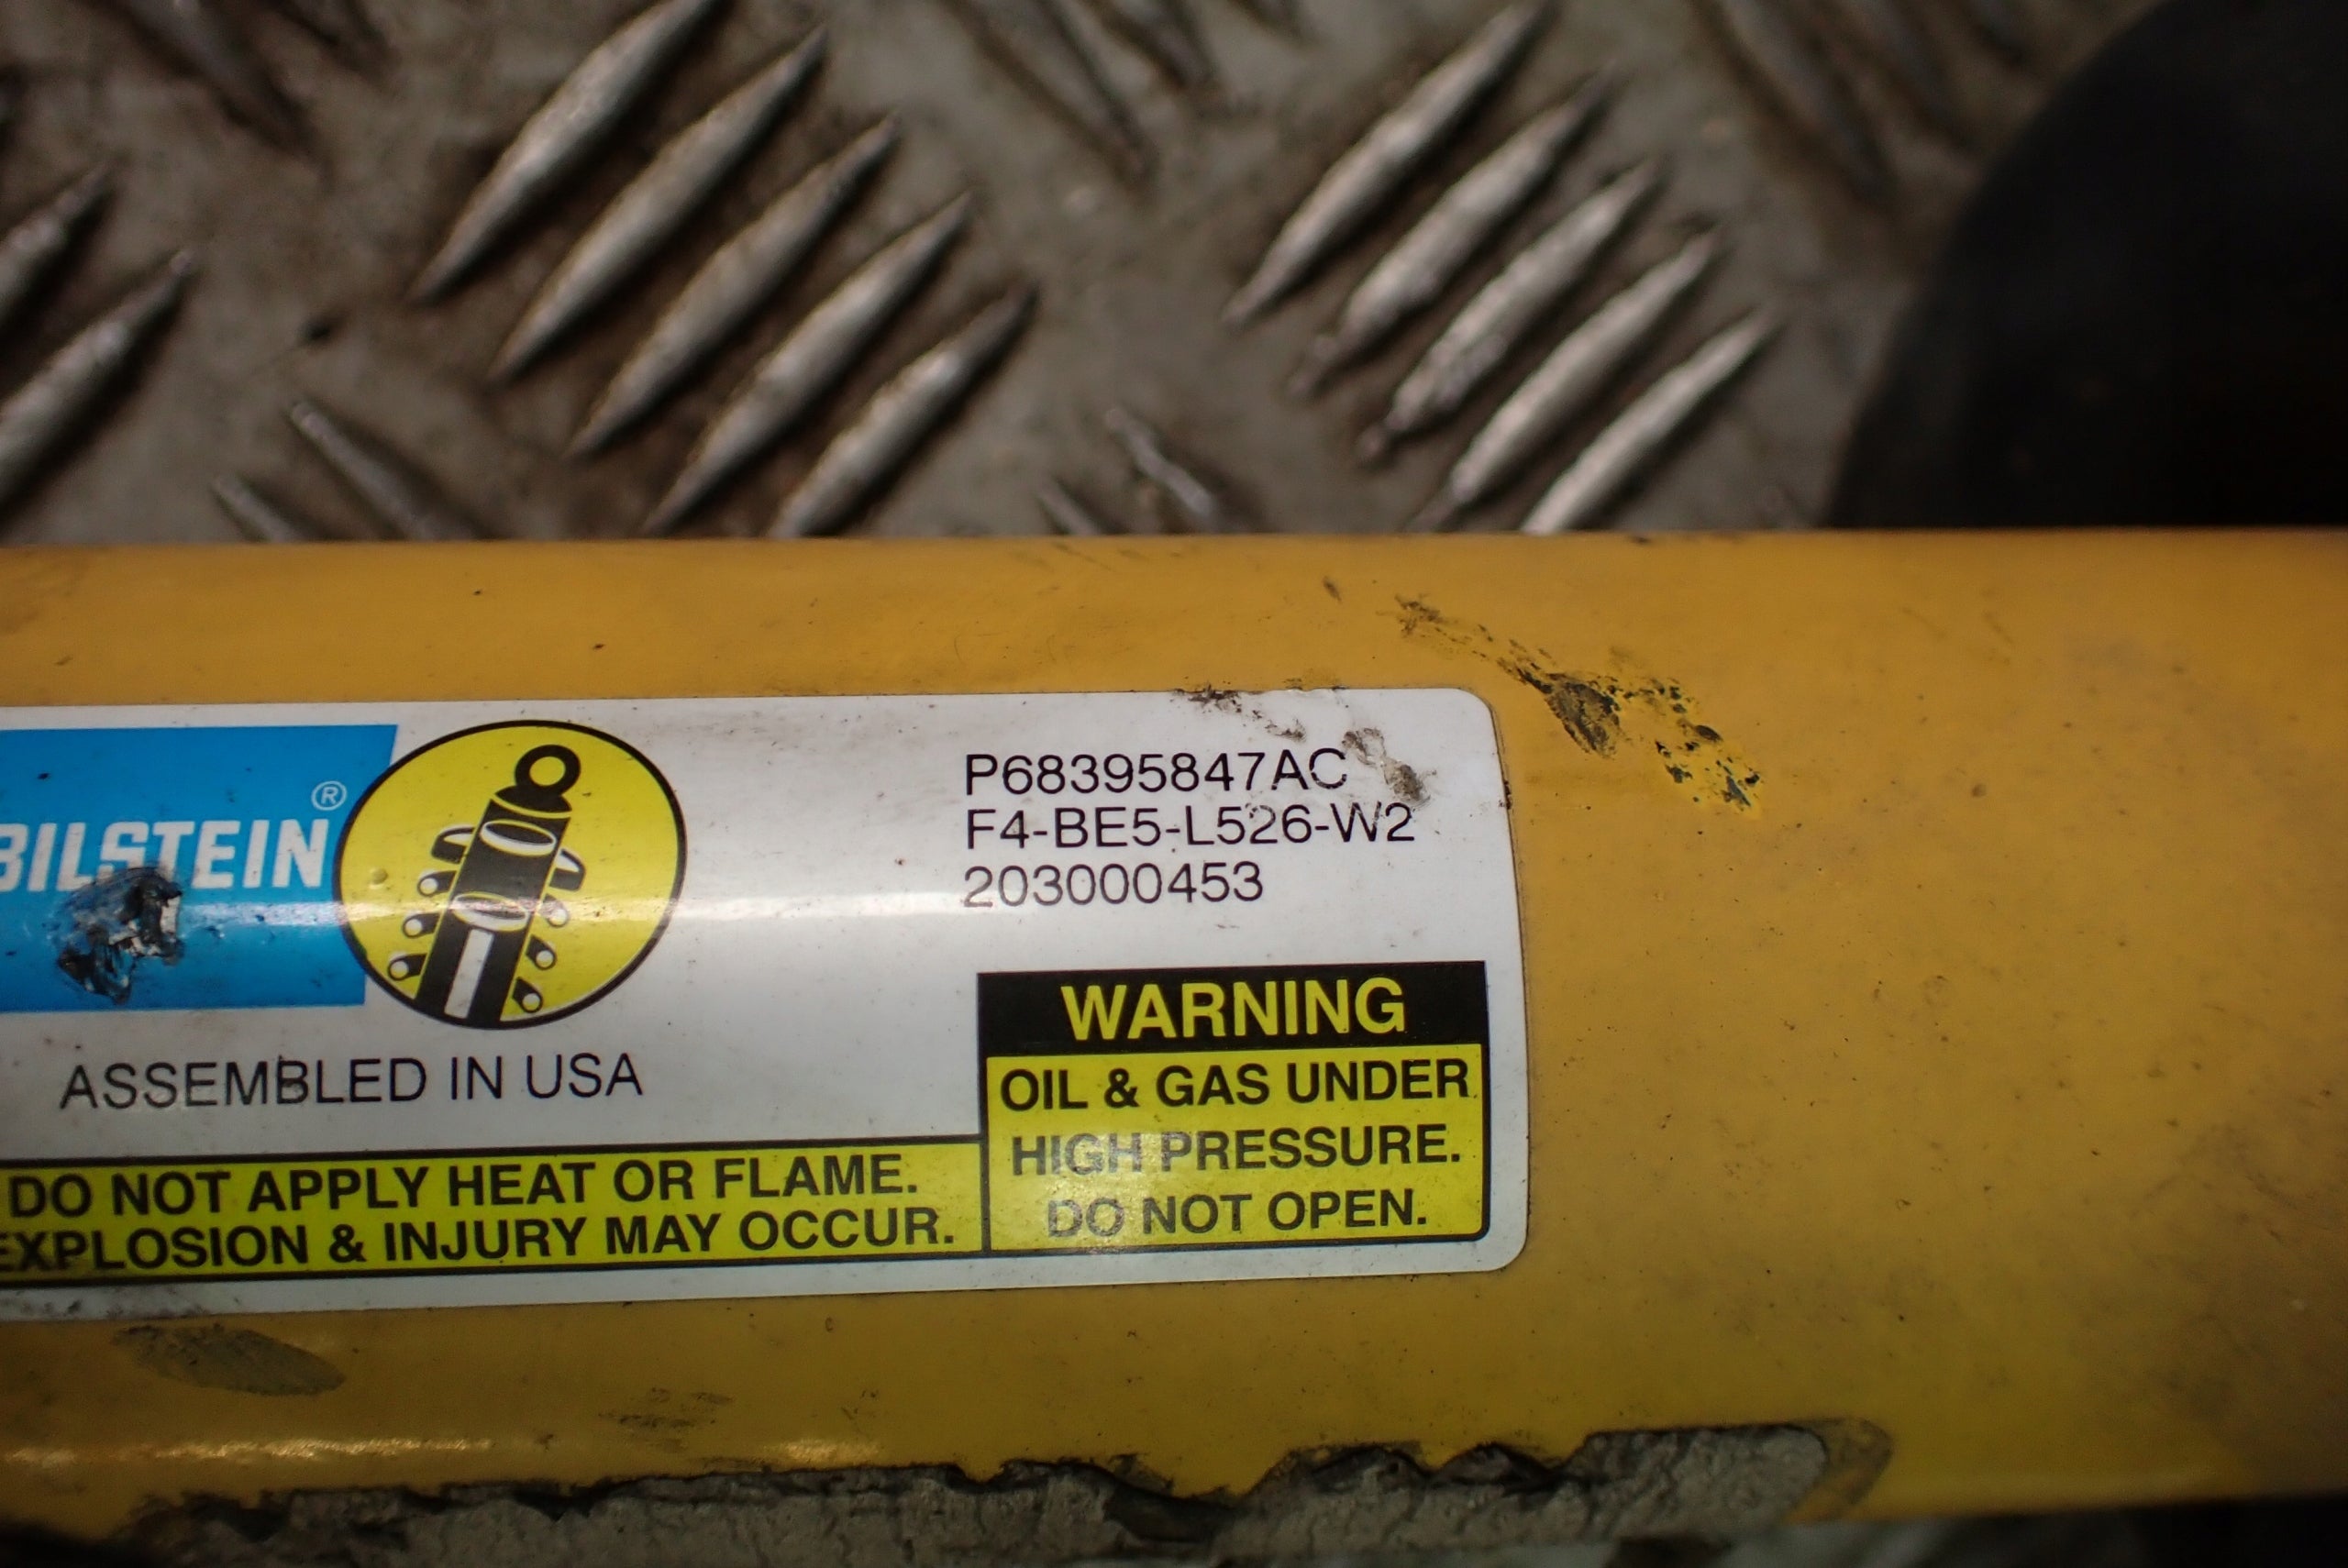 BILSTEIN®
P68395847AC
F4-BE5-L526-W2
203000453
ASSEMBLED IN USA
WARNING
OIL & GAS UNDER
HIGH PRESSURE.
DO NOT OPEN.
DO NOT APPLY HEAT OR FLAME.
EXPLOSION & INJURY MAY OCCUR.